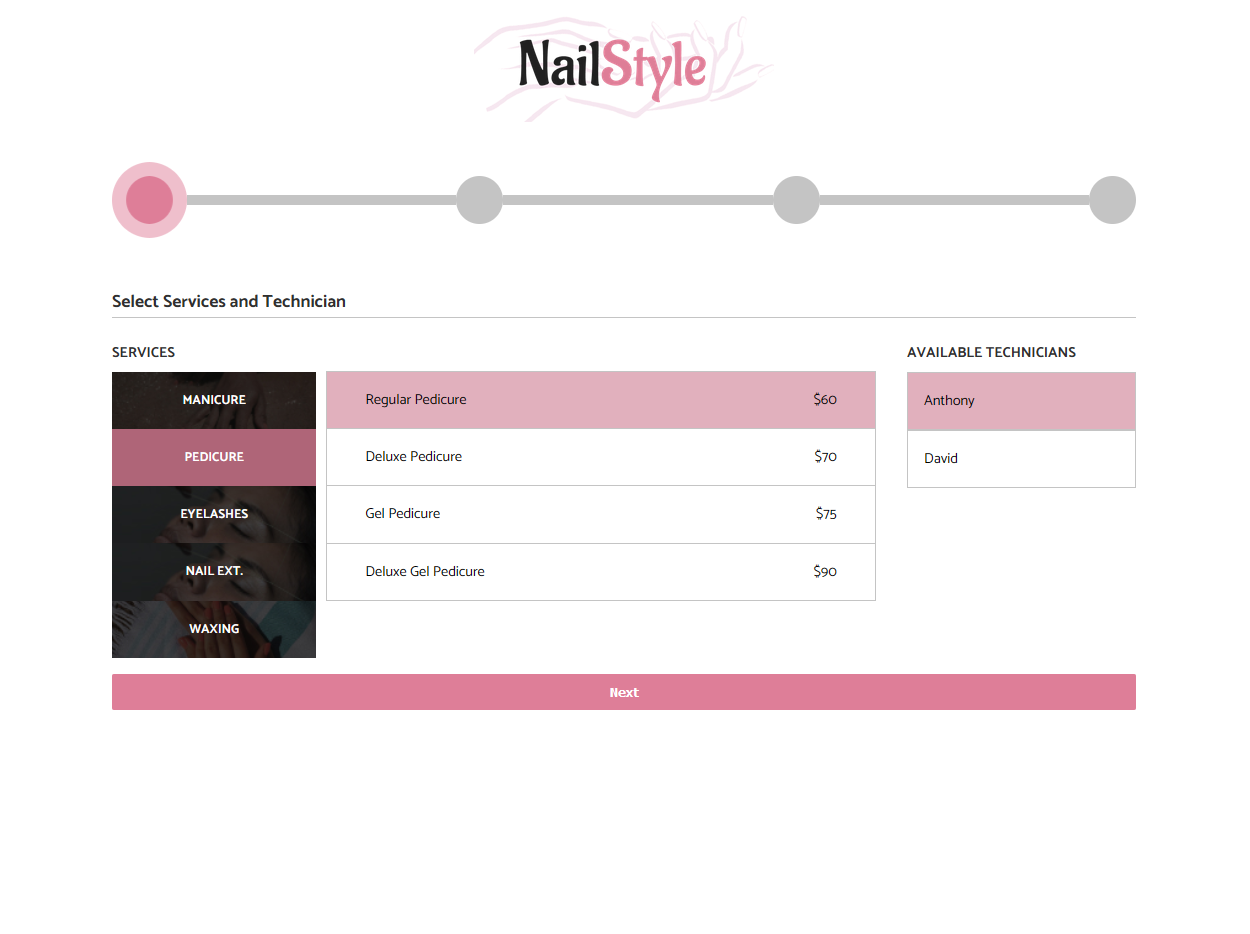 NailStyle
Select Services and Technician
SERVICES
AVAILABLE TECHNICIANS
MANICURE
PEDICURE
EYELASHES
NAIL EXT.
WAXING
Regular Pedicure $60
Deluxe Pedicure $70
Gel Pedicure $75
Deluxe Gel Pedicure $90
Anthony
David
Next